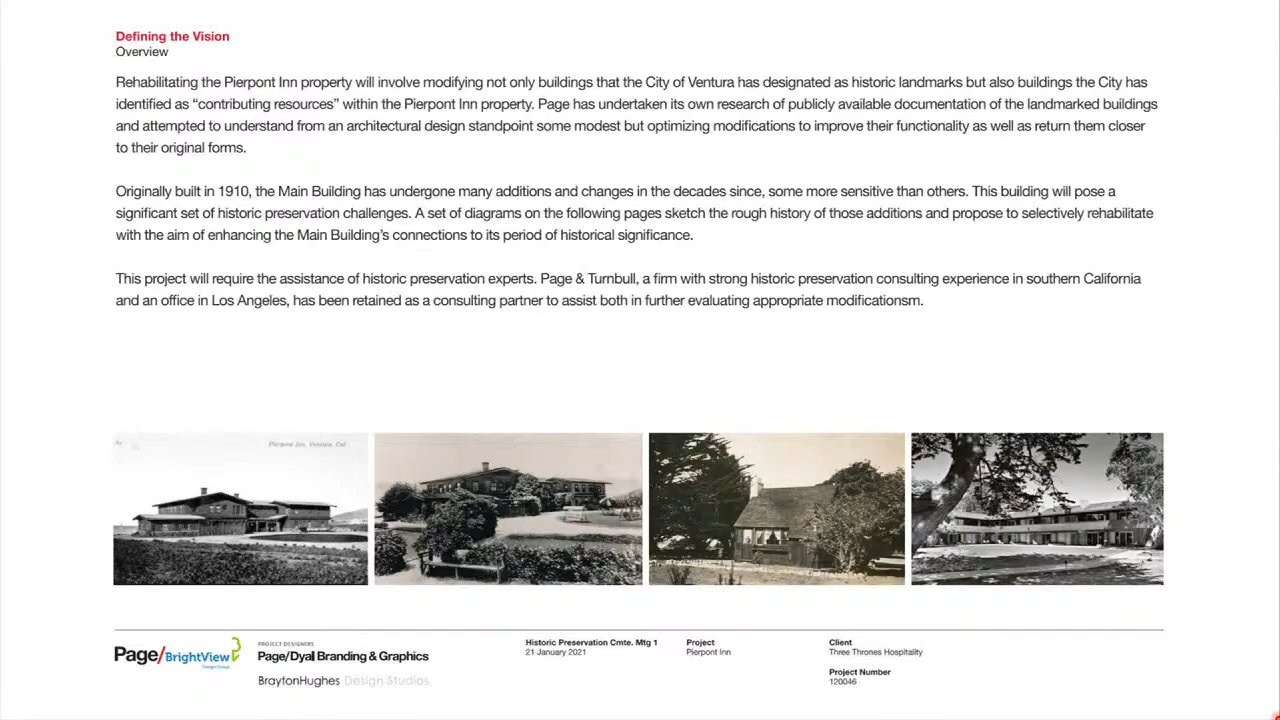 Defining the Vision
Overview
Rehabilitating the Pierpont Inn property will involve modifying not only buildings that the City of Ventura has designated as historic landmarks but also buildings the City has
identified as “contributing resources” within the Pierpont Inn property. Page has undertaken its own research of publicly available documentation of the landmarked buildings
and attempted to understand from an architectural design standpoint some modest but optimizing modifications to improve their functionality as well as return them closer
to their original forms.
Originally built in 1910, the Main Building has undergone many additions and changes in the decades since, some more sensitive than others. This building will pose a
significant set of historic preservation challenges. A set of diagrams on the following pages sketch the rough history of those additions and propose to selectively rehabilitate
with the aim of enhancing the Main Building’s connections to its period of historical significance.
This project will require the assistance of historic preservation experts. Page & Turnbull, a firm with strong historic preservation consulting experience in southern California
and an office in Los Angeles, has been retained as a consulting partner to assist both in further evaluating appropriate modificationsm.
Pierpont Inn, Ventura, Cal.
Page/
BrightView
Design Group
PROJECT DESIGNERS
Page/Dyal Branding & Graphics
BraytonHughes Design Studios
Historic Preservation Cmte. Mtg 1
21 January 2021
Project
Pierpont Inn
Client
Three Thrones Hospitality
Project Number
120046